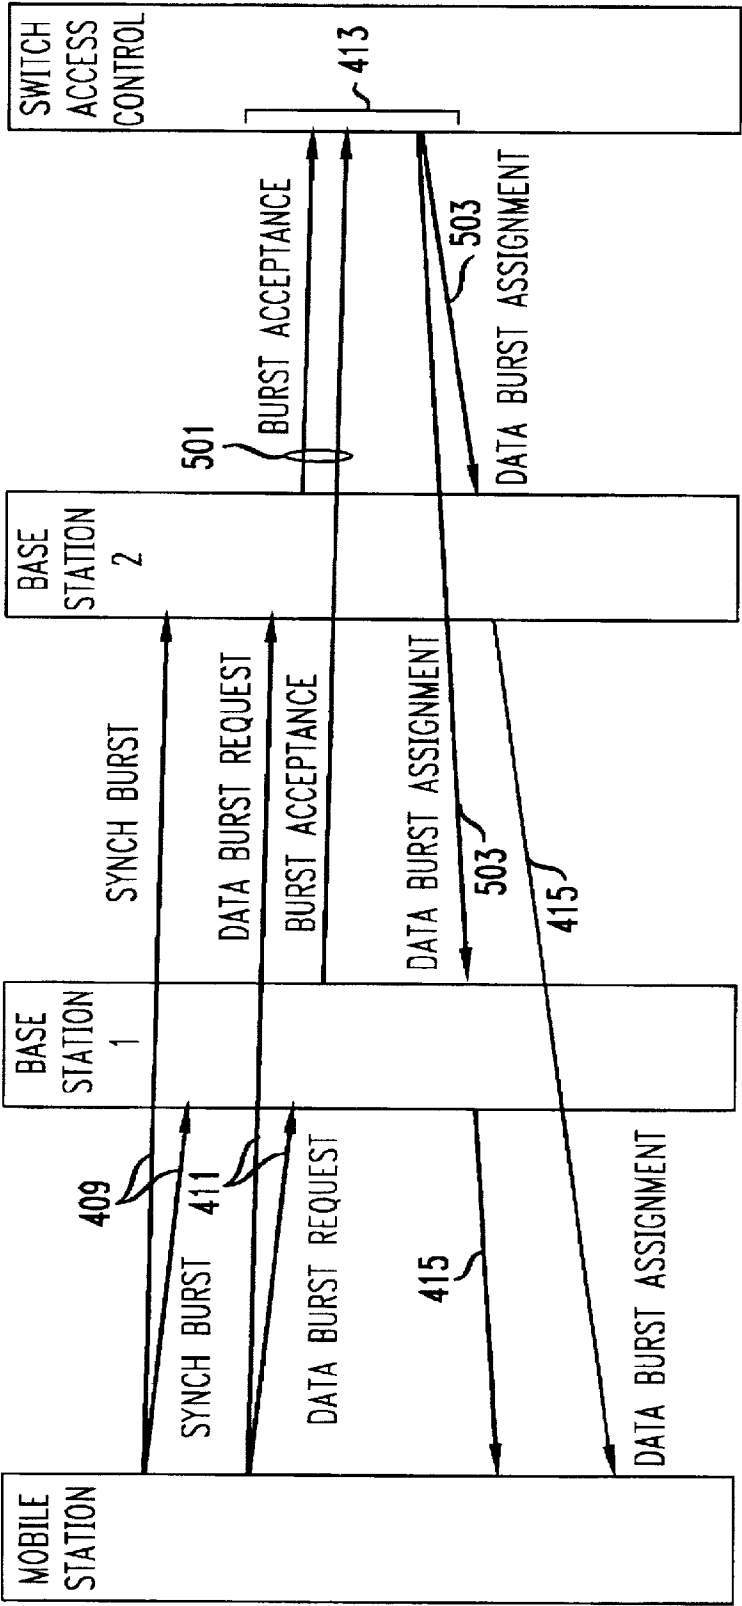 MOBILE
STATION
BASE
STATION
1
BASE
STATION
2
SWITCH
ACCESS
CONTROL
409
SYNCH BURST
SYNCH BURST
411
DATA BURST REQUEST
DATA BURST REQUEST
BURST ACCEPTANCE
501
BURST ACCEPTANCE
413
DATA BURST ASSIGNMENT
503
503
DATA BURST ASSIGNMENT
415
415
DATA BURST ASSIGNMENT